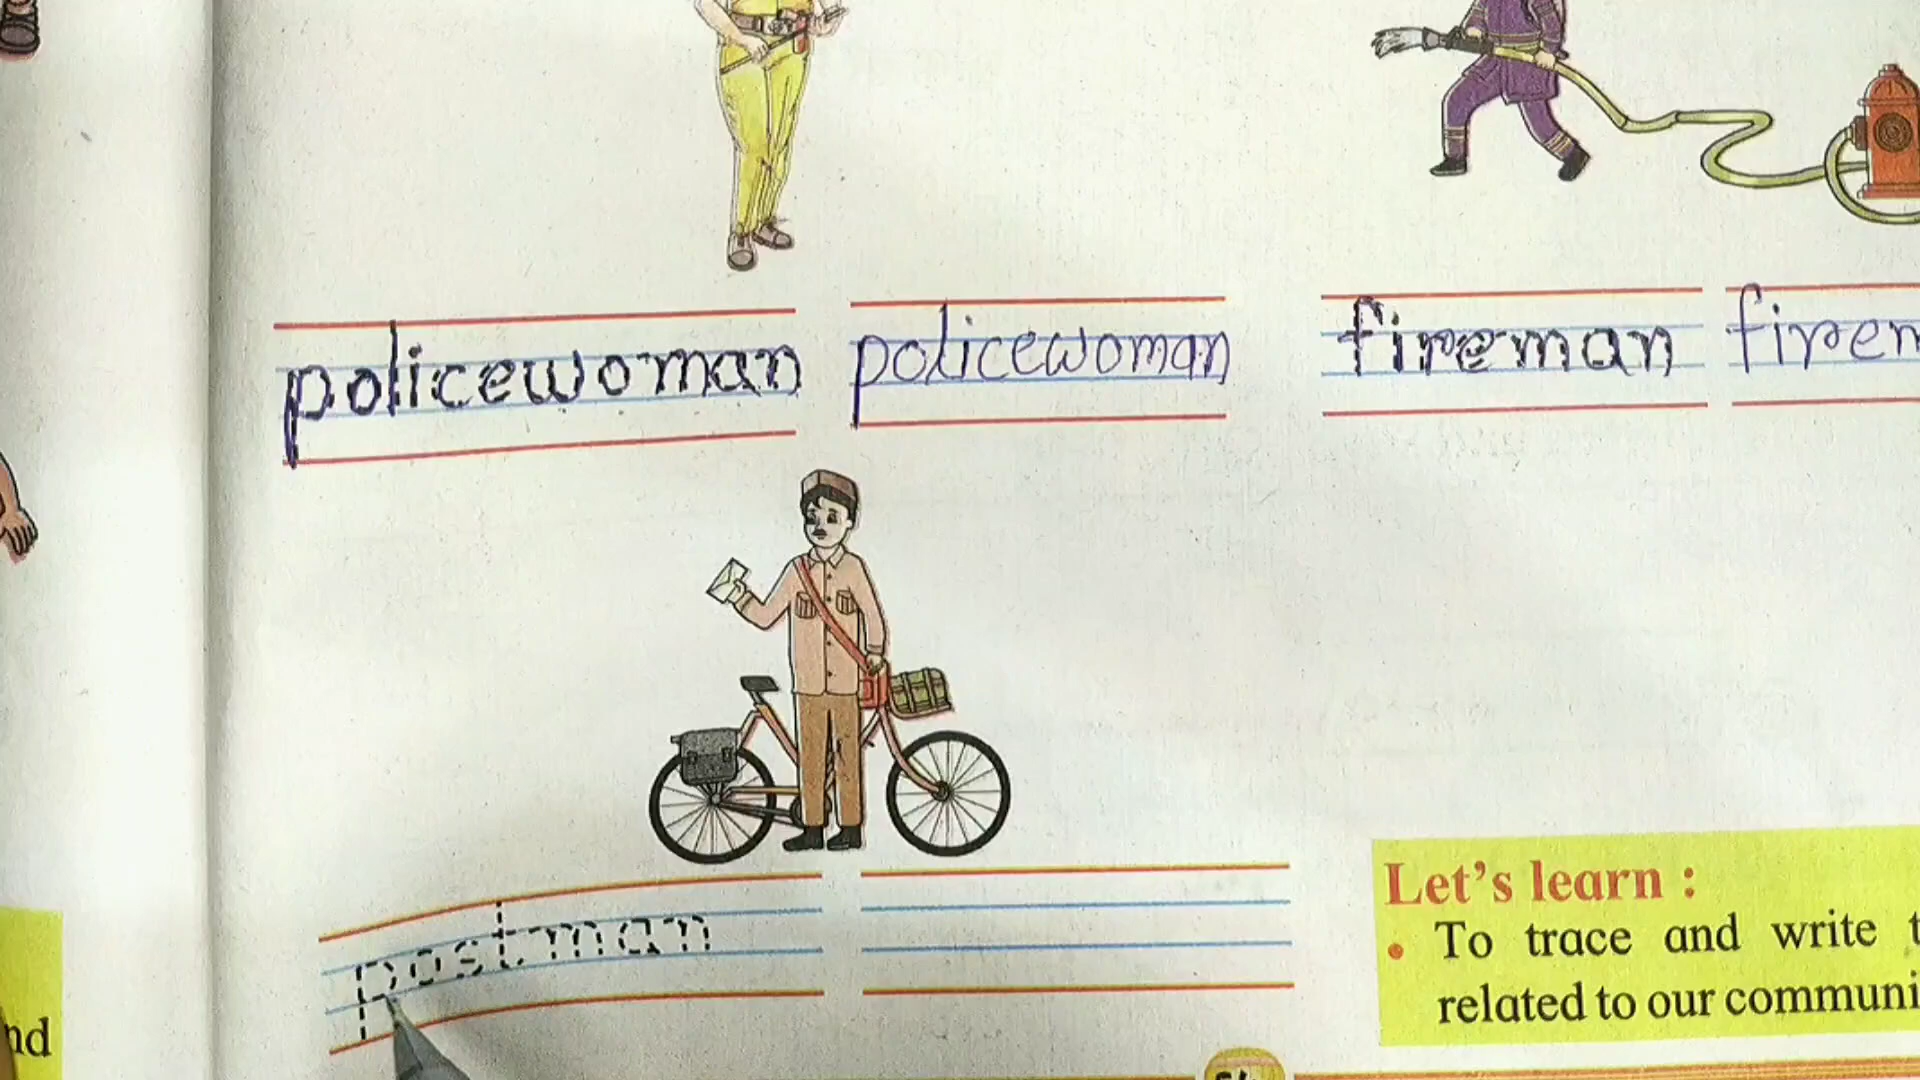 policewoman policewoman fireman firem
postman
Let's learn :
• To trace and write t
related to our communi
nd